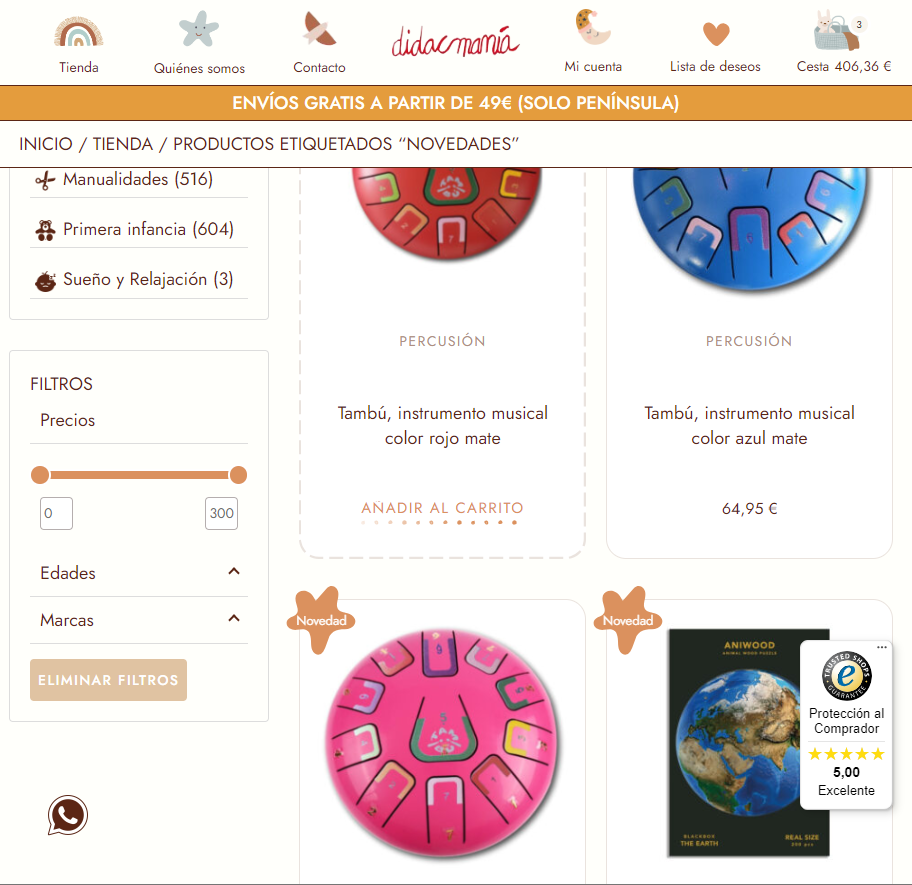 Tienda
Quiénes somos
Contacto
didacmanía
Mi cuenta
Lista de deseos
3
Cesta 406,36 €
ENVÍOS GRATIS A PARTIR DE 49€ (SOLO PENÍNSULA)
INICIO / TIENDA / PRODUCTOS ETIQUETADOS “NOVEDADES”
Manualidades (516)
Primera infancia (604)
Sueño y Relajación (3)
FILTROS
Precios
0
300
Edades
Marcas
ELIMINAR FILTROS
PERCUSIÓN
Tambú, instrumento musical
color rojo mate
AÑADIR AL CARRITO
PERCUSIÓN
Tambú, instrumento musical
color azul mate
64,95 €
Novedad
Novedad
ANIWOOD
ANIMAL WOOD PUZZLE
BLACKBOX
THE EARTH
REAL SIZE
TRUSTED SHOPS
GUARANTEE
e
Protección al
Comprador
5,00
Excelente